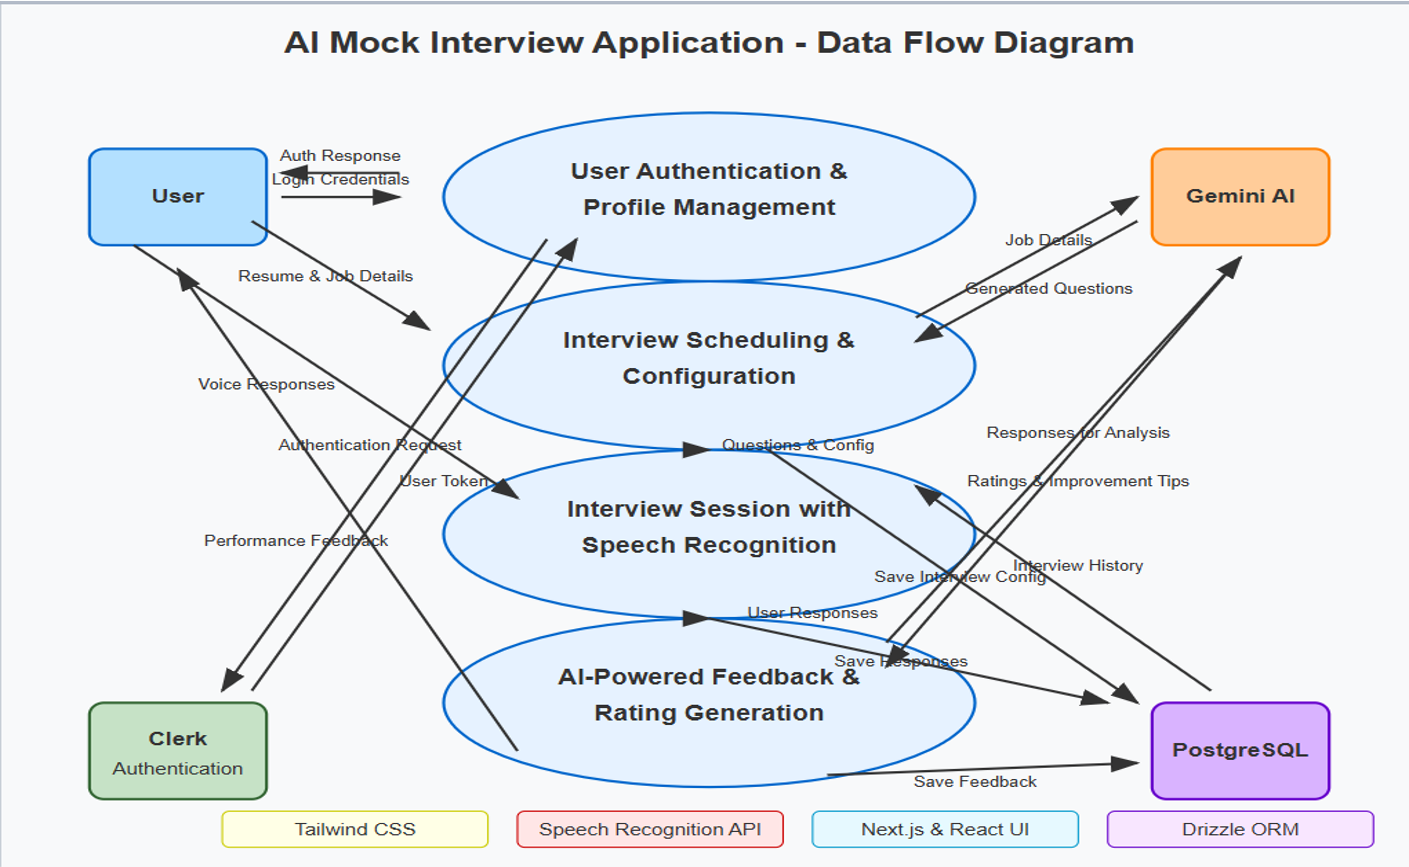 AI Mock Interview Application - Data Flow Diagram
Auth Response
Login Credentials
User
User Authentication &
Profile Management
Gemini AI
Job Details
Resume & Job Details
Generated Questions
Interview Scheduling &
Configuration
Voice Responses
Responses for Analysis
Authentication Request
Questions & Config
User Token
Ratings & Improvement Tips
Interview Session with
Speech Recognition
Performance Feedback
Interview History
Save Interview Config
User Responses
Save Responses
AI-Powered Feedback &
Rating Generation
Clerk
Authentication
PostgreSQL
Save Feedback
Tailwind CSS
Speech Recognition API
Next.js & React UI
Drizzle ORM